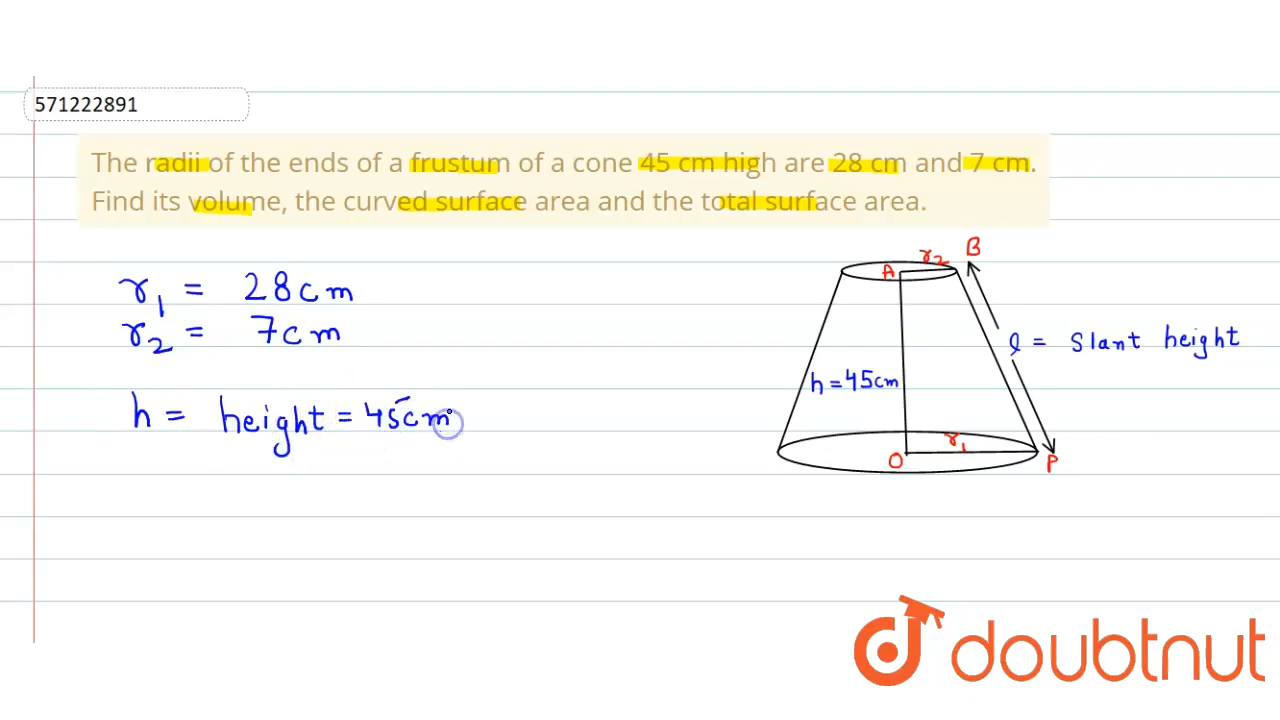 571222891
The radii of the ends of a frustum of a cone 45 cm high are 28 cm and 7 cm.
Find its volume, the curved surface area and the total surface area.
r1 = 28cm
r2 = 7cm
h = height = 45cm
r2 B
A
l = Slant height
h=45cm
r1
O P
doubtnut